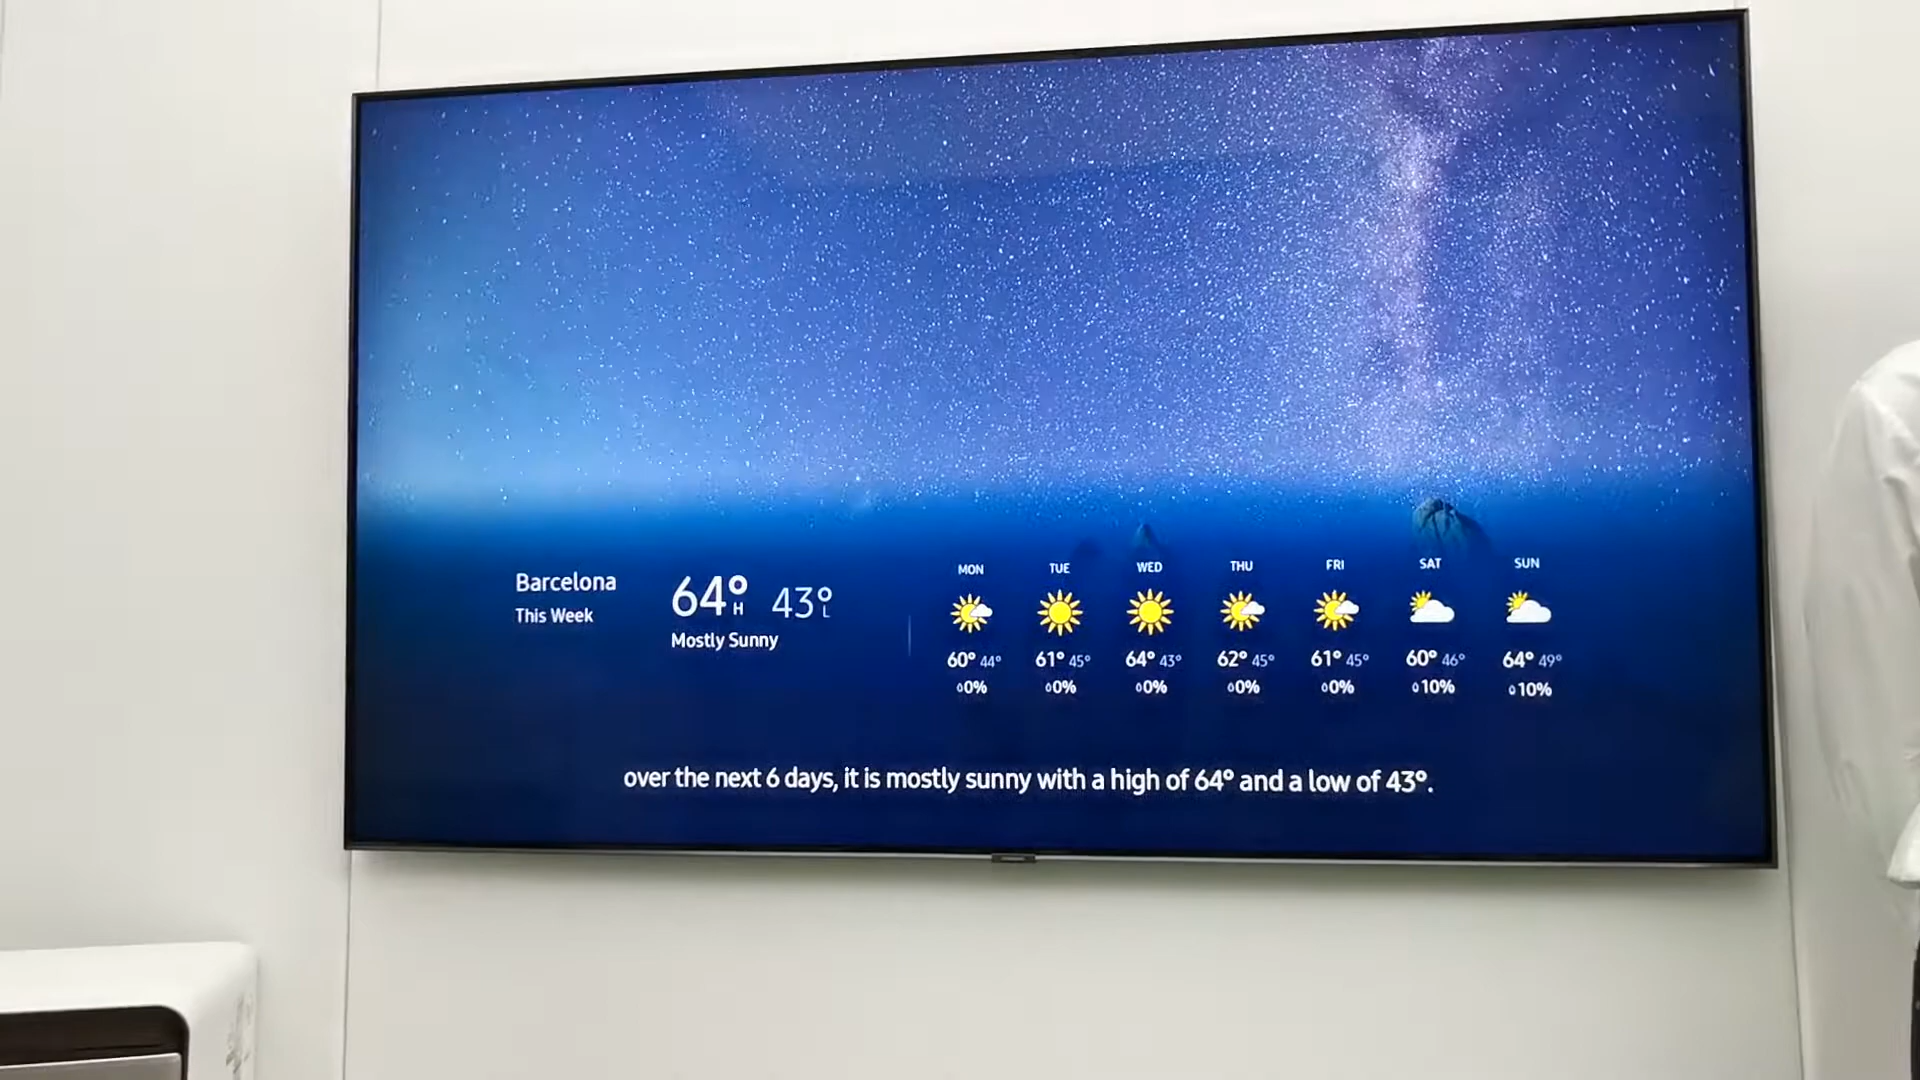 Barcelona
This Week
64° H 43° L
Mostly Sunny
MON TUE WED THU FRI SAT SUN
60° 44° 61° 45° 64° 43° 62° 45° 61° 45° 60° 46° 64° 49°
0% 0% 0% 0% 0% 10% 10%
over the next 6 days, it is mostly sunny with a high of 64° and a low of 43°.